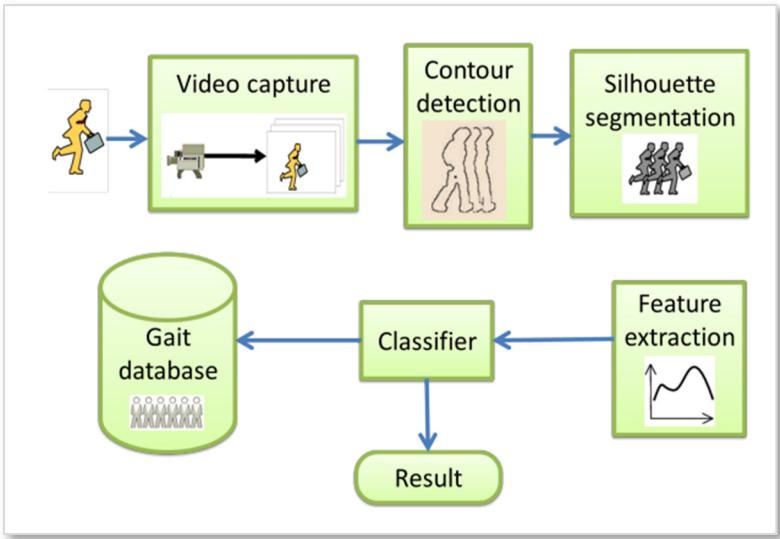 Video capture
Contour
detection
Silhouette
segmentation
Gait
database
Classifier
Feature
extraction
Result